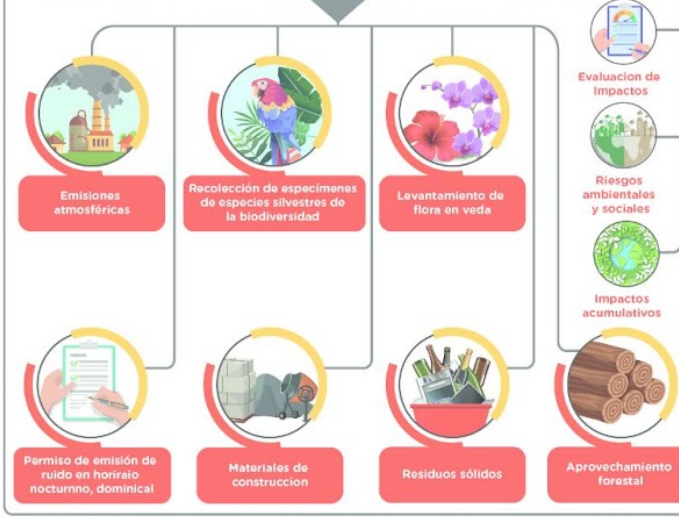 Evaluacion de
Impactos
Emisiones
atmosféricas
Recolección de especímenes
de especies silvestres de
la biodiversidad
Levantamiento de
flora en veda
Riesgos
ambientales
y sociales
Impactos
acumulativos
Permiso de emisión de
ruido en horiraio
nocturnno, dominical
Materiales de
construccion
Residuos sólidos
Aprovechamiento
forestal